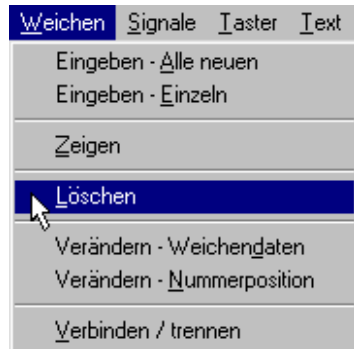 Weichen Signale Taster Text
Eingeben - Alle neuen
Eingeben - Einzeln
Zeigen
Löschen
Verändern - Weichendaten
Verändern - Nummerposition
Verbinden / trennen